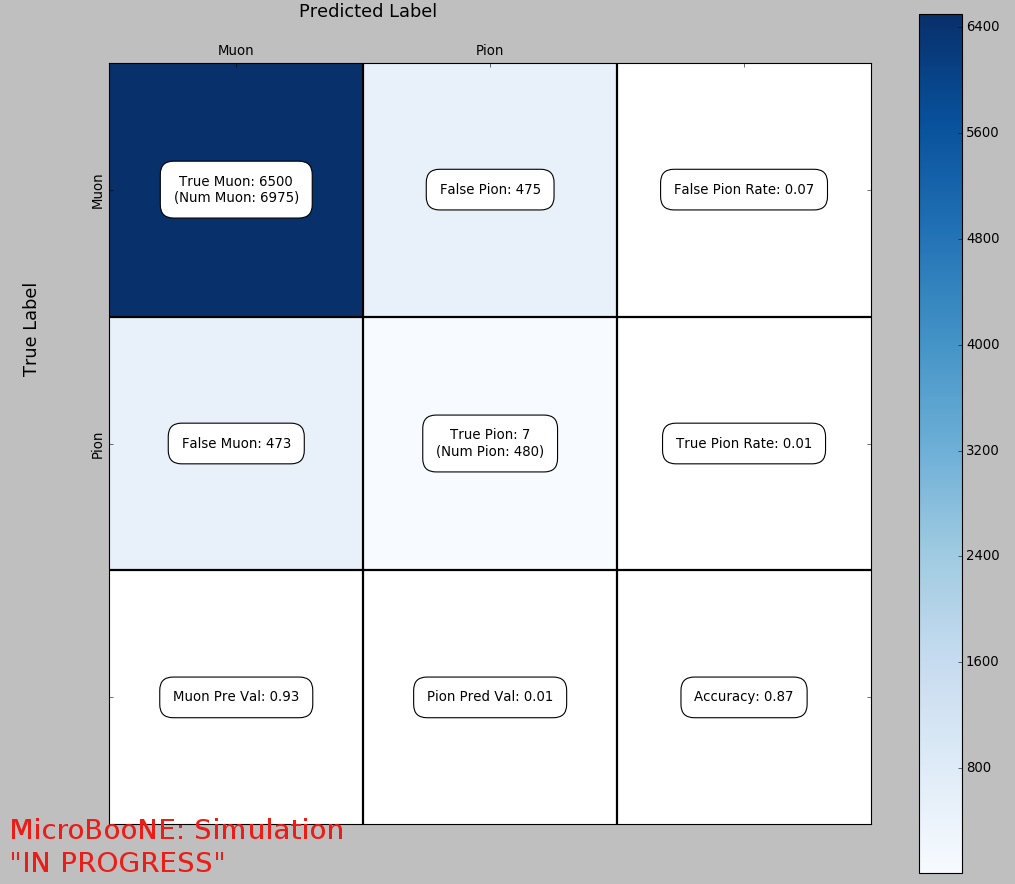 Predicted Label
Muon Pion
True Label
Muon
True Muon: 6500
(Num Muon: 6975)
False Pion: 475
False Pion Rate: 0.07
Pion
False Muon: 473
True Pion: 7
(Num Pion: 480)
True Pion Rate: 0.01
Muon Pre Val: 0.93
Pion Pred Val: 0.01
Accuracy: 0.87
6400
5600
4800
4000
3200
2400
1600
800
MicroBooNE: Simulation
"IN PROGRESS"